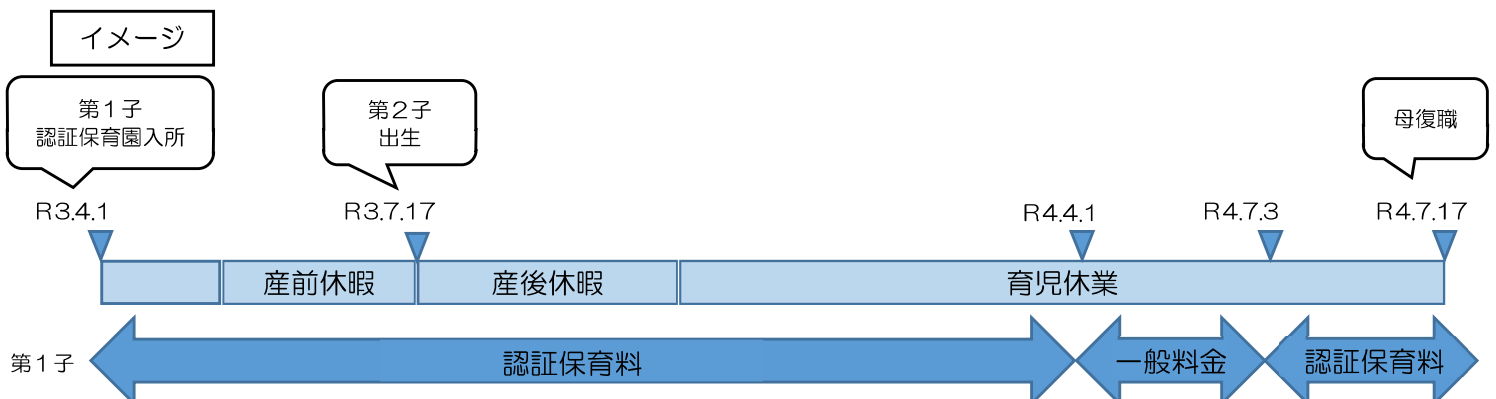 イメージ
第1子
認証保育園入所
第2子
出生
母復職
R3.4.1
R3.7.17
R4.4.1
R4.7.3
R4.7.17
産前休暇
産後休暇
育児休業
第1子
認証保育料
一般料金
認証保育料